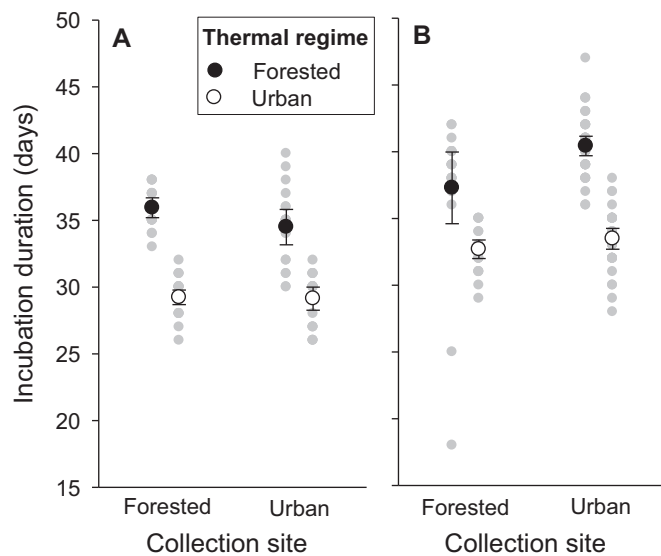 A
B
Thermal regime
Forested
Urban
Incubation duration (days)
50
45
40
35
30
25
20
15
Forested Urban Forested Urban
Collection site Collection site